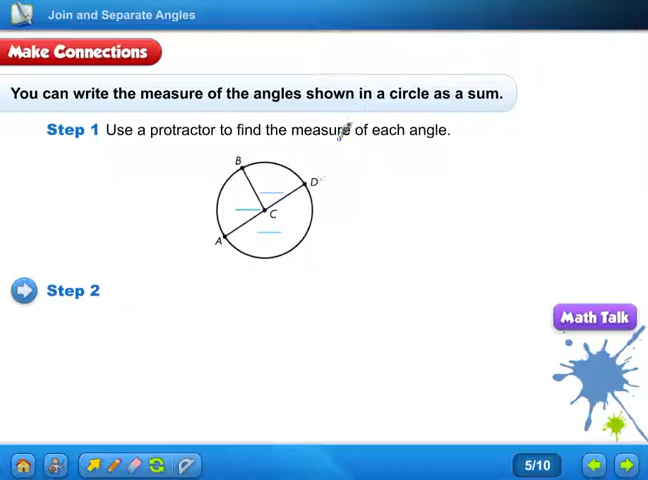 Join and Separate Angles
Make Connections
You can write the measure of the angles shown in a circle as a sum.
Step 1 Use a protractor to find the measure of each angle.
B
D
C
A
Step 2
Math Talk
5/10